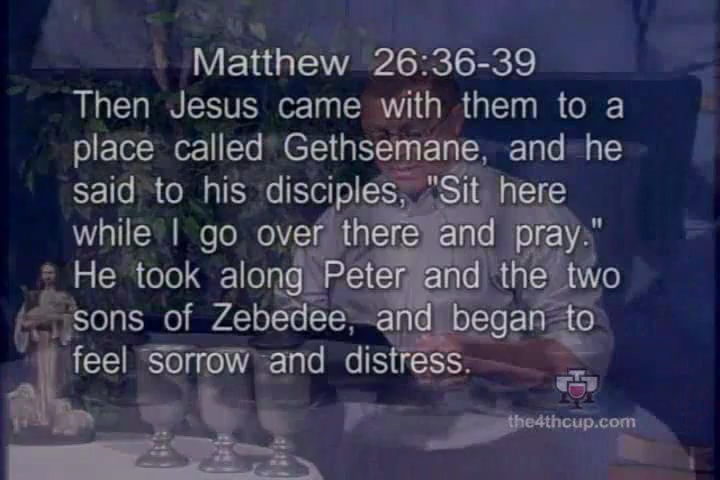 Matthew 26:36-39
Then Jesus came with them to a
place called Gethsemane, and he
said to his disciples, "Sit here
while I go over there and pray."
He took along Peter and the two
sons of Zebedee, and began to
feel sorrow and distress.
the4thcup.com